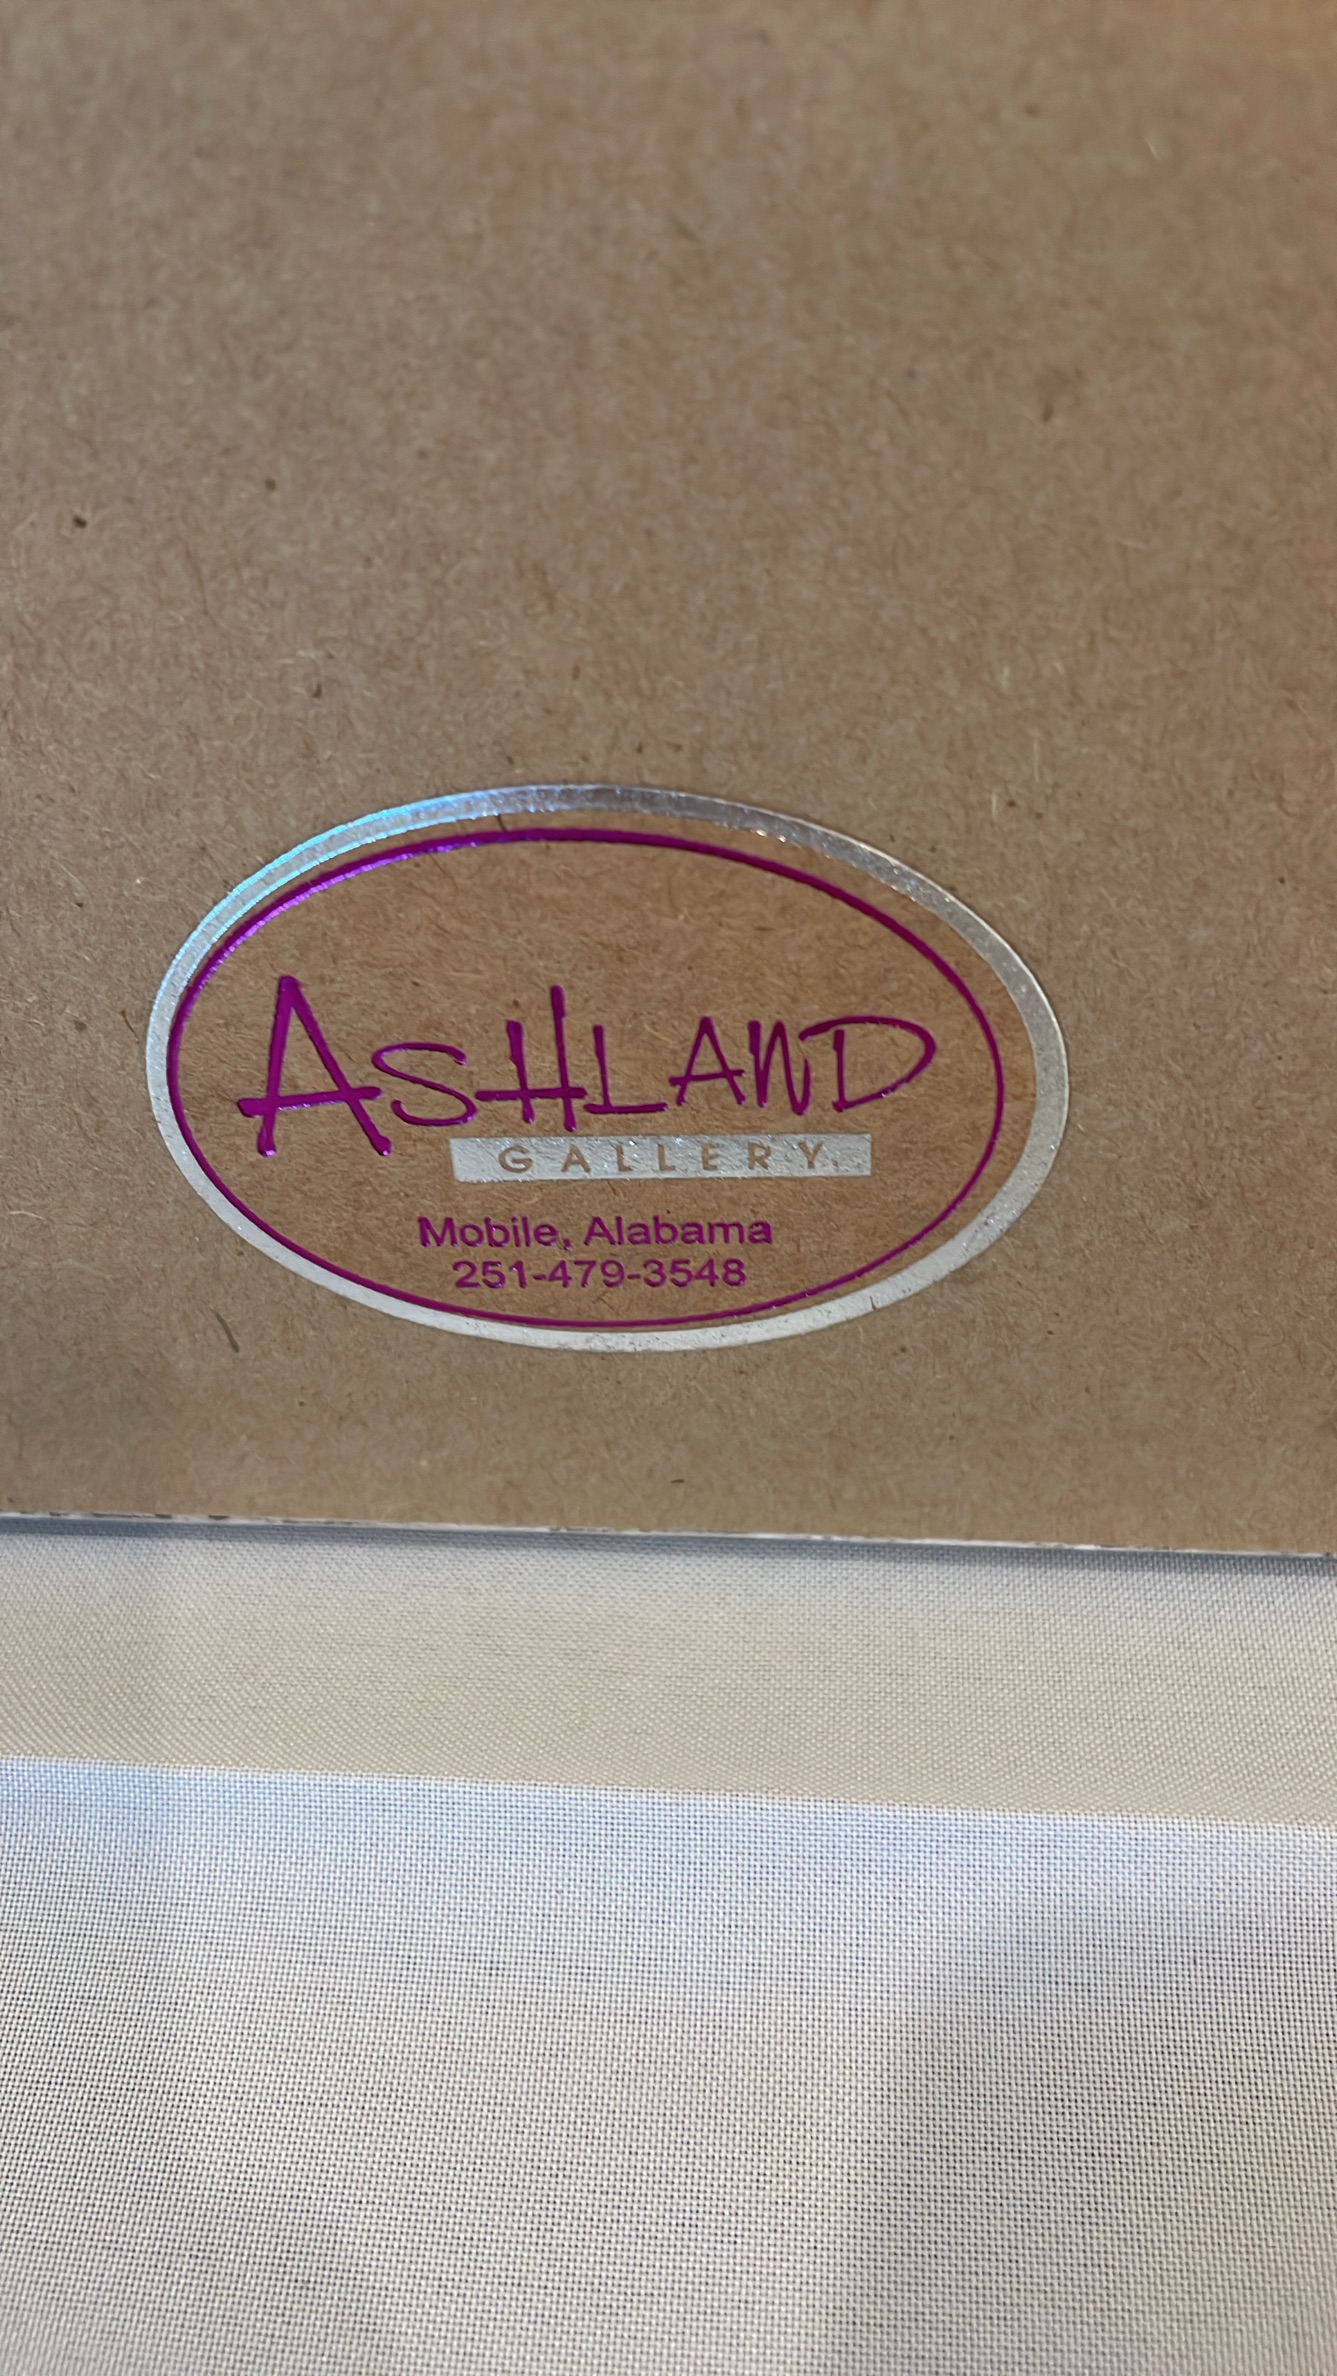 ASHLAND
GALLERY
Mobile, Alabama
251-479-3548